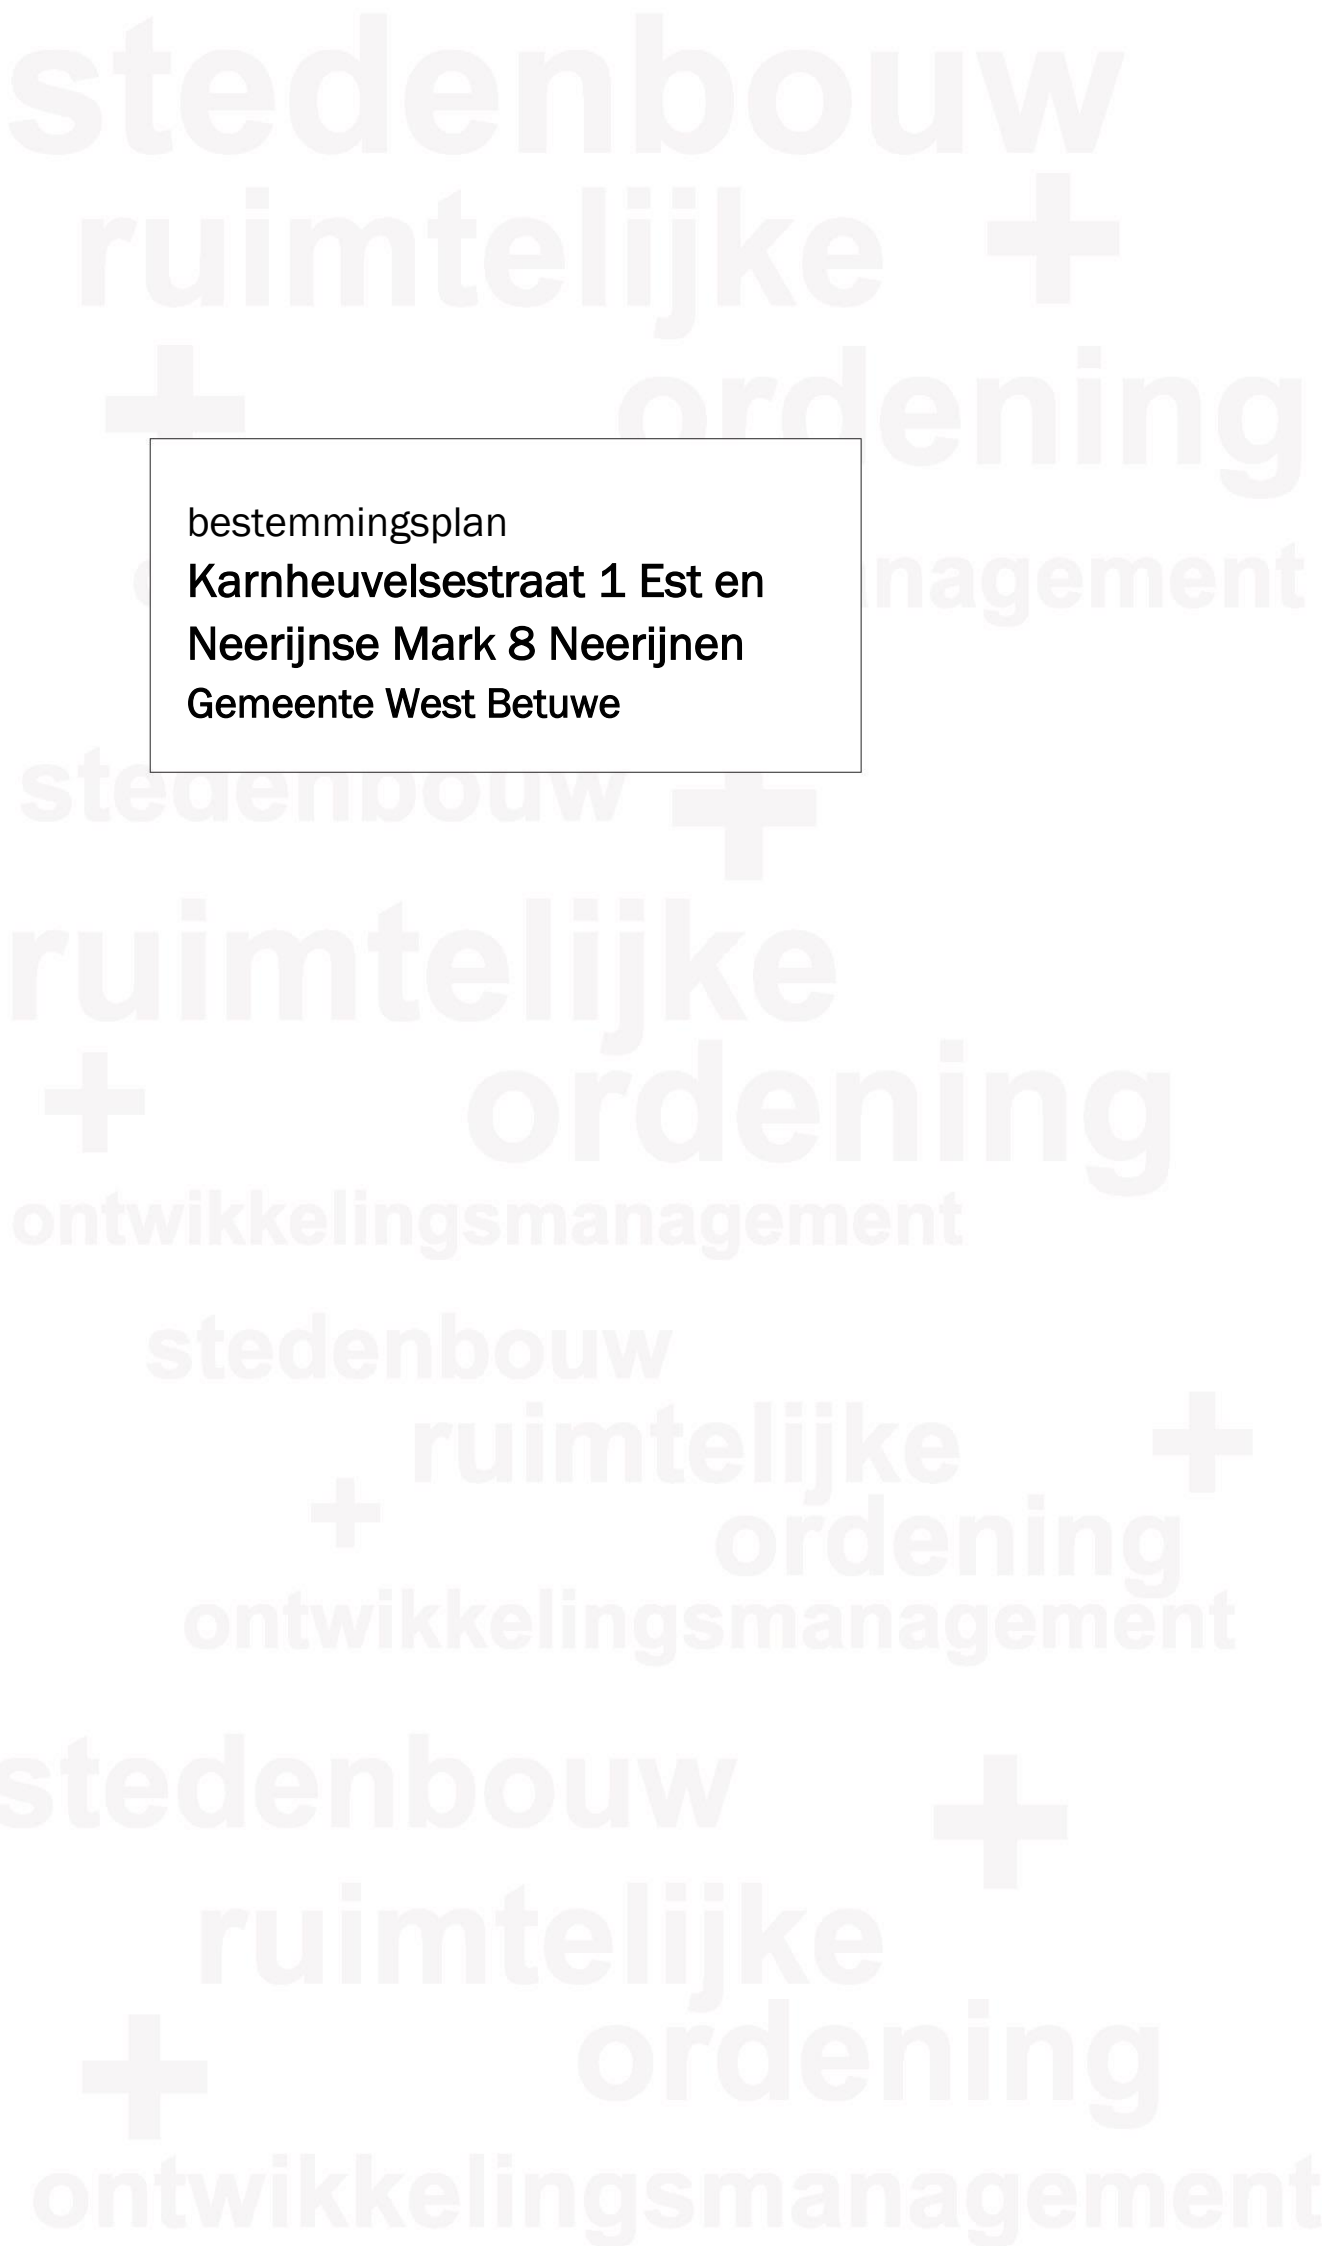 stedenbouw
ruimtelijke +
+ ordening
bestemmingsplan
Karnheuvelsestraat 1 Est en
Neerijnse Mark 8 Neerijnen
Gemeente West Betuwe
nagement
stedenbouw +
ruimtelijke
+ ordening
ontwikkelingsmanagement
stedenbouw
ruimtelijke +
+ ordening
ontwikkelingsmanagement
stedenbouw +
ruimtelijke
+ ordening
ontwikkelingsmanagement